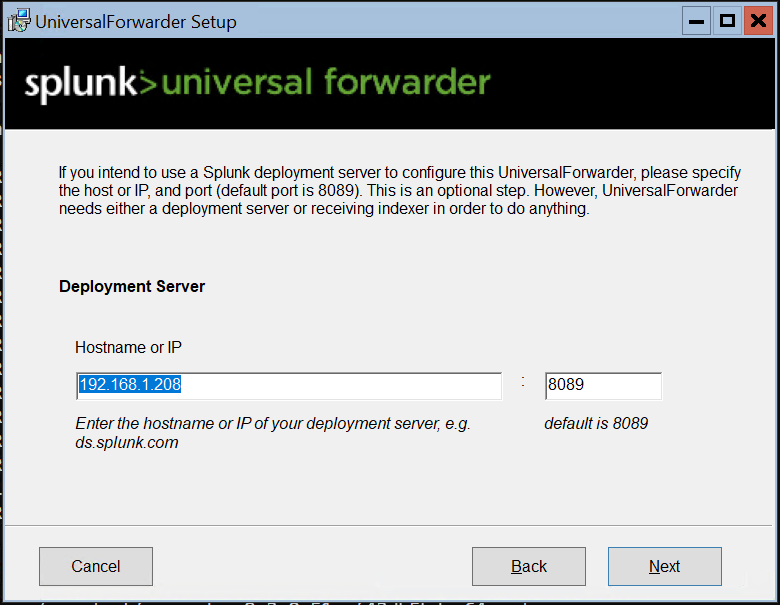 UniversalForwarder Setup
splunk>universal forwarder
If you intend to use a Splunk deployment server to configure this UniversalForwarder, please specify
the host or IP, and port (default port is 8089). This is an optional step. However, UniversalForwarder
needs either a deployment server or receiving indexer in order to do anything.
Deployment Server
Hostname or IP
192.168.1.208 : 8089
Enter the hostname or IP of your deployment server, e.g. default is 8089
ds.splunk.com
Cancel Back Next